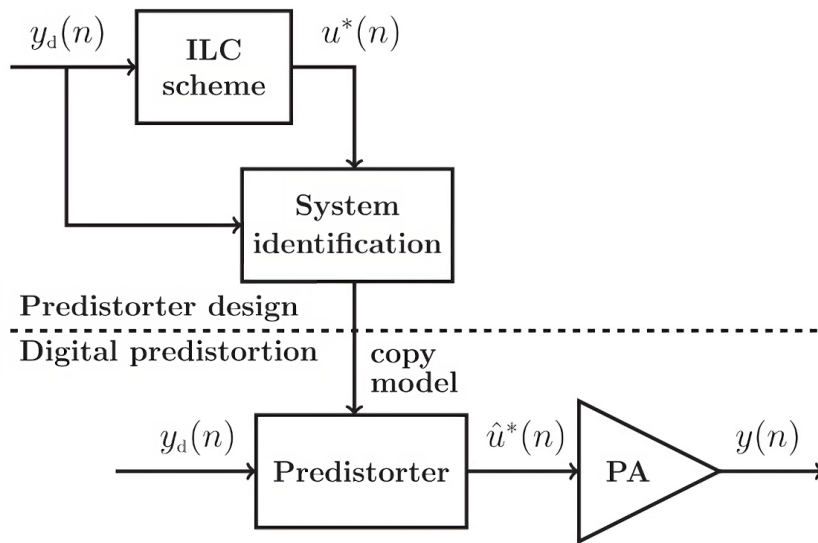 y_d(n)
ILC
scheme
u*(n)
System
identification
Predistorter design
Digital predistortion
copy
model
y_d(n)
Predistorter
û*(n)
PA
y(n)